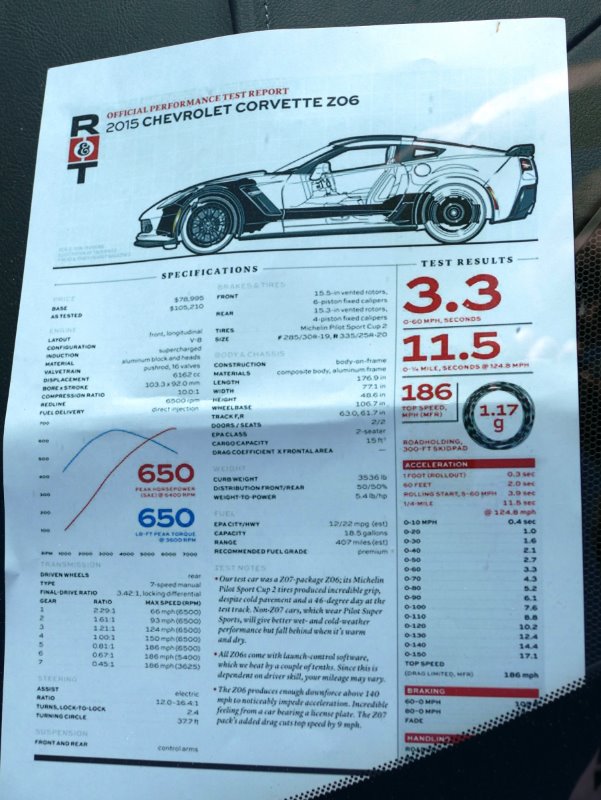 R&T
OFFICIAL PERFORMANCE TEST REPORT
2015 CHEVROLET CORVETTE Z06
SPECIFICATIONS
PRICE
BASE $78,995
AS TESTED $105,210
ENGINE
LAYOUT front, longitudinal
CONFIGURATION V-8
INDUCTION supercharged
MATERIAL aluminum block and heads
VALVETRAIN pushrod, 16 valves
DISPLACEMENT 6162 cc
BORE x STROKE 103.3 x 92.0 mm
COMPRESSION RATIO 10.0:1
REDLINE 6500 rpm
FUEL DELIVERY direct injection
700
600
500
400
300
200
100
650
PEAK HORSEPOWER
(SAE) @ 6400 RPM
650
LB-FT PEAK TORQUE
@ 3600 RPM
RPM 1000 2000 3000 4000 5000 6000 7000
TRANSMISSION
DRIVEN WHEELS rear
TYPE 7-speed manual
FINAL-DRIVE RATIO 3.42:1, locking differential
GEAR RATIO MAX SPEED (RPM)
1 2.29:1 66 mph (6500)
2 1.61:1 93 mph (6500)
3 1.21:1 124 mph (6500)
4 1.00:1 150 mph (6500)
5 0.81:1 186 mph (6500)
6 0.67:1 186 mph (5400)
7 0.45:1 186 mph (3625)
STEERING
ASSIST electric
RATIO 12.0-16.4:1
TURNS, LOCK-TO-LOCK 2.4
TURNING CIRCLE 37.7 ft
SUSPENSION
FRONT AND REAR control arms
BRAKES & TIRES
FRONT 15.5-in vented rotors,
6-piston fixed calipers
REAR 15.3-in vented rotors,
4-piston fixed calipers
TIRES Michelin Pilot Sport Cup 2
SIZE F 285/30R-19, R 335/25R-20
BODY & CHASSIS
CONSTRUCTION body-on-frame
MATERIALS composite body, aluminum frame
LENGTH 176.9 in
WIDTH 77.1 in
HEIGHT 48.6 in
WHEELBASE 106.7 in
TRACK F,R 63.0, 61.7 in
DOORS / SEATS 2/2
EPA CLASS 2-seater
CARGO CAPACITY 15 ft³
DRAG COEFFICIENT X FRONTAL AREA —
WEIGHT
CURB WEIGHT 3536 lb
DISTRIBUTION FRONT/REAR 50/50%
WEIGHT-TO-POWER 5.4 lb/hp
FUEL
EPA CITY/HWY 12/22 mpg (est)
CAPACITY 18.5 gallons
RANGE 407 miles (est)
RECOMMENDED FUEL GRADE premium
TEST NOTES
• Our test car was a Z07-package Z06; its Michelin
Pilot Sport Cup 2 tires produced incredible grip,
despite cold pavement and a 46-degree day at the
test track. Non-Z07 cars, which wear Pilot Super
Sports, will give better wet- and cold-weather
performance but fall behind when it's warm
and dry.
• All Z06s come with launch-control software,
which we beat by a couple of tenths. Since this is
dependent on driver skill, your mileage may vary.
• The Z06 produces enough downforce above 140
mph to noticeably impede acceleration. Incredible
feeling from a car bearing a license plate. The Z07
pack's added drag cuts top speed by 9 mph.
TEST RESULTS
3.3
0-60 MPH, SECONDS
11.5
0-¼ MILE, SECONDS @ 124.8 MPH
186
TOP SPEED,
MPH (MFR)
1.17
g
ROADHOLDING,
300-FT SKIDPAD
ACCELERATION
1 FOOT (ROLLOUT) 0.3 sec
60 FEET 2.0 sec
ROLLING START, 5-60 MPH 3.9 sec
1/4-MILE 11.5 sec
@ 124.8 mph
0-10 MPH 0.4 sec
0-20 1.0
0-30 1.6
0-40 2.1
0-50 2.7
0-60 3.3
0-70 4.3
0-80 5.2
0-90 6.1
0-100 7.6
0-110 8.8
0-120 10.2
0-130 12.4
0-140 14.4
0-150 17.1
TOP SPEED
(DRAG LIMITED, MFR) 186 mph
BRAKING
60-0 MPH
80-0 MPH
FADE
HANDLING